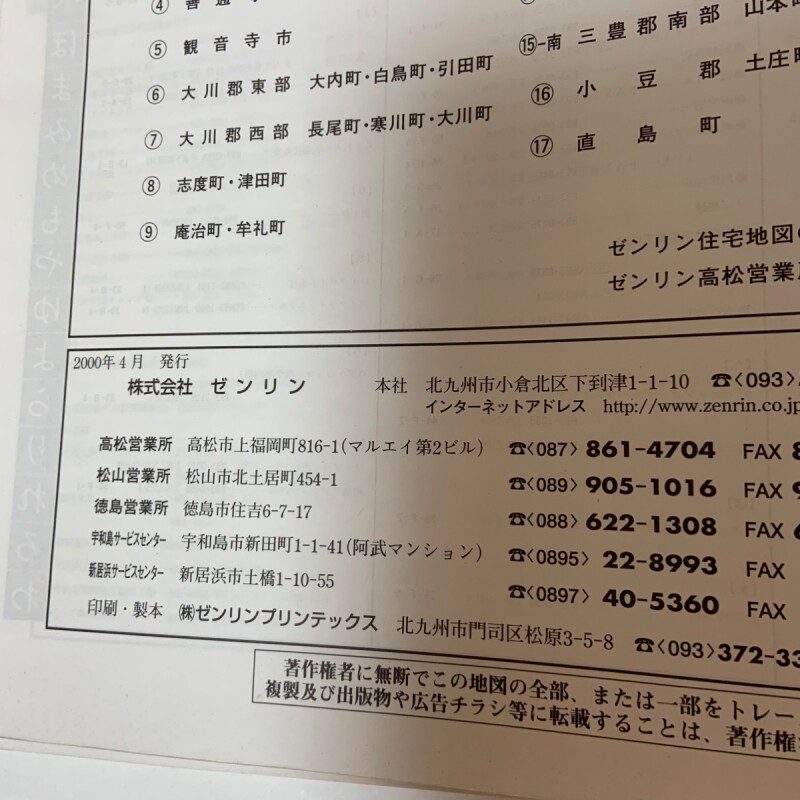 ④ 善通寺
⑤ 観音寺市
⑥ 大川郡東部 大内町・白鳥町・引田町
⑦ 大川郡西部 長尾町・寒川町・大川町
⑧ 志度町・津田町
⑨ 庵治町・牟礼町
⑮-南 三豊郡南部 山本町
⑯ 小豆郡 土庄町
⑰ 直島町
ゼンリン住宅地図の
ゼンリン高松営業所
2000年4月 発行
株式会社 ゼンリン 本社 北九州市小倉北区下到津1-1-10 ☎〈093〉
インターネットアドレス http://www.zenrin.co.jp
高松営業所 高松市上福岡町816-1(マルエイ第2ビル) ☎〈087〉861-4704 FAX
松山営業所 松山市北土居町454-1 ☎〈089〉905-1016 FAX
徳島営業所 徳島市住吉6-7-17 ☎〈088〉622-1308 FAX
宇和島サービスセンター 宇和島市新田町1-1-41(阿武マンション) ☎〈0895〉22-8993 FAX
新居浜サービスセンター 新居浜市土橋1-10-55 ☎〈0897〉40-5360 FAX
印刷・製本 ㈱ゼンリンプリンテックス 北九州市門司区松原3-5-8 ☎〈093〉372-33
著作権者に無断でこの地図の全部、または一部をトレー
複製及び出版物や広告チラシ等に転載することは、著作権